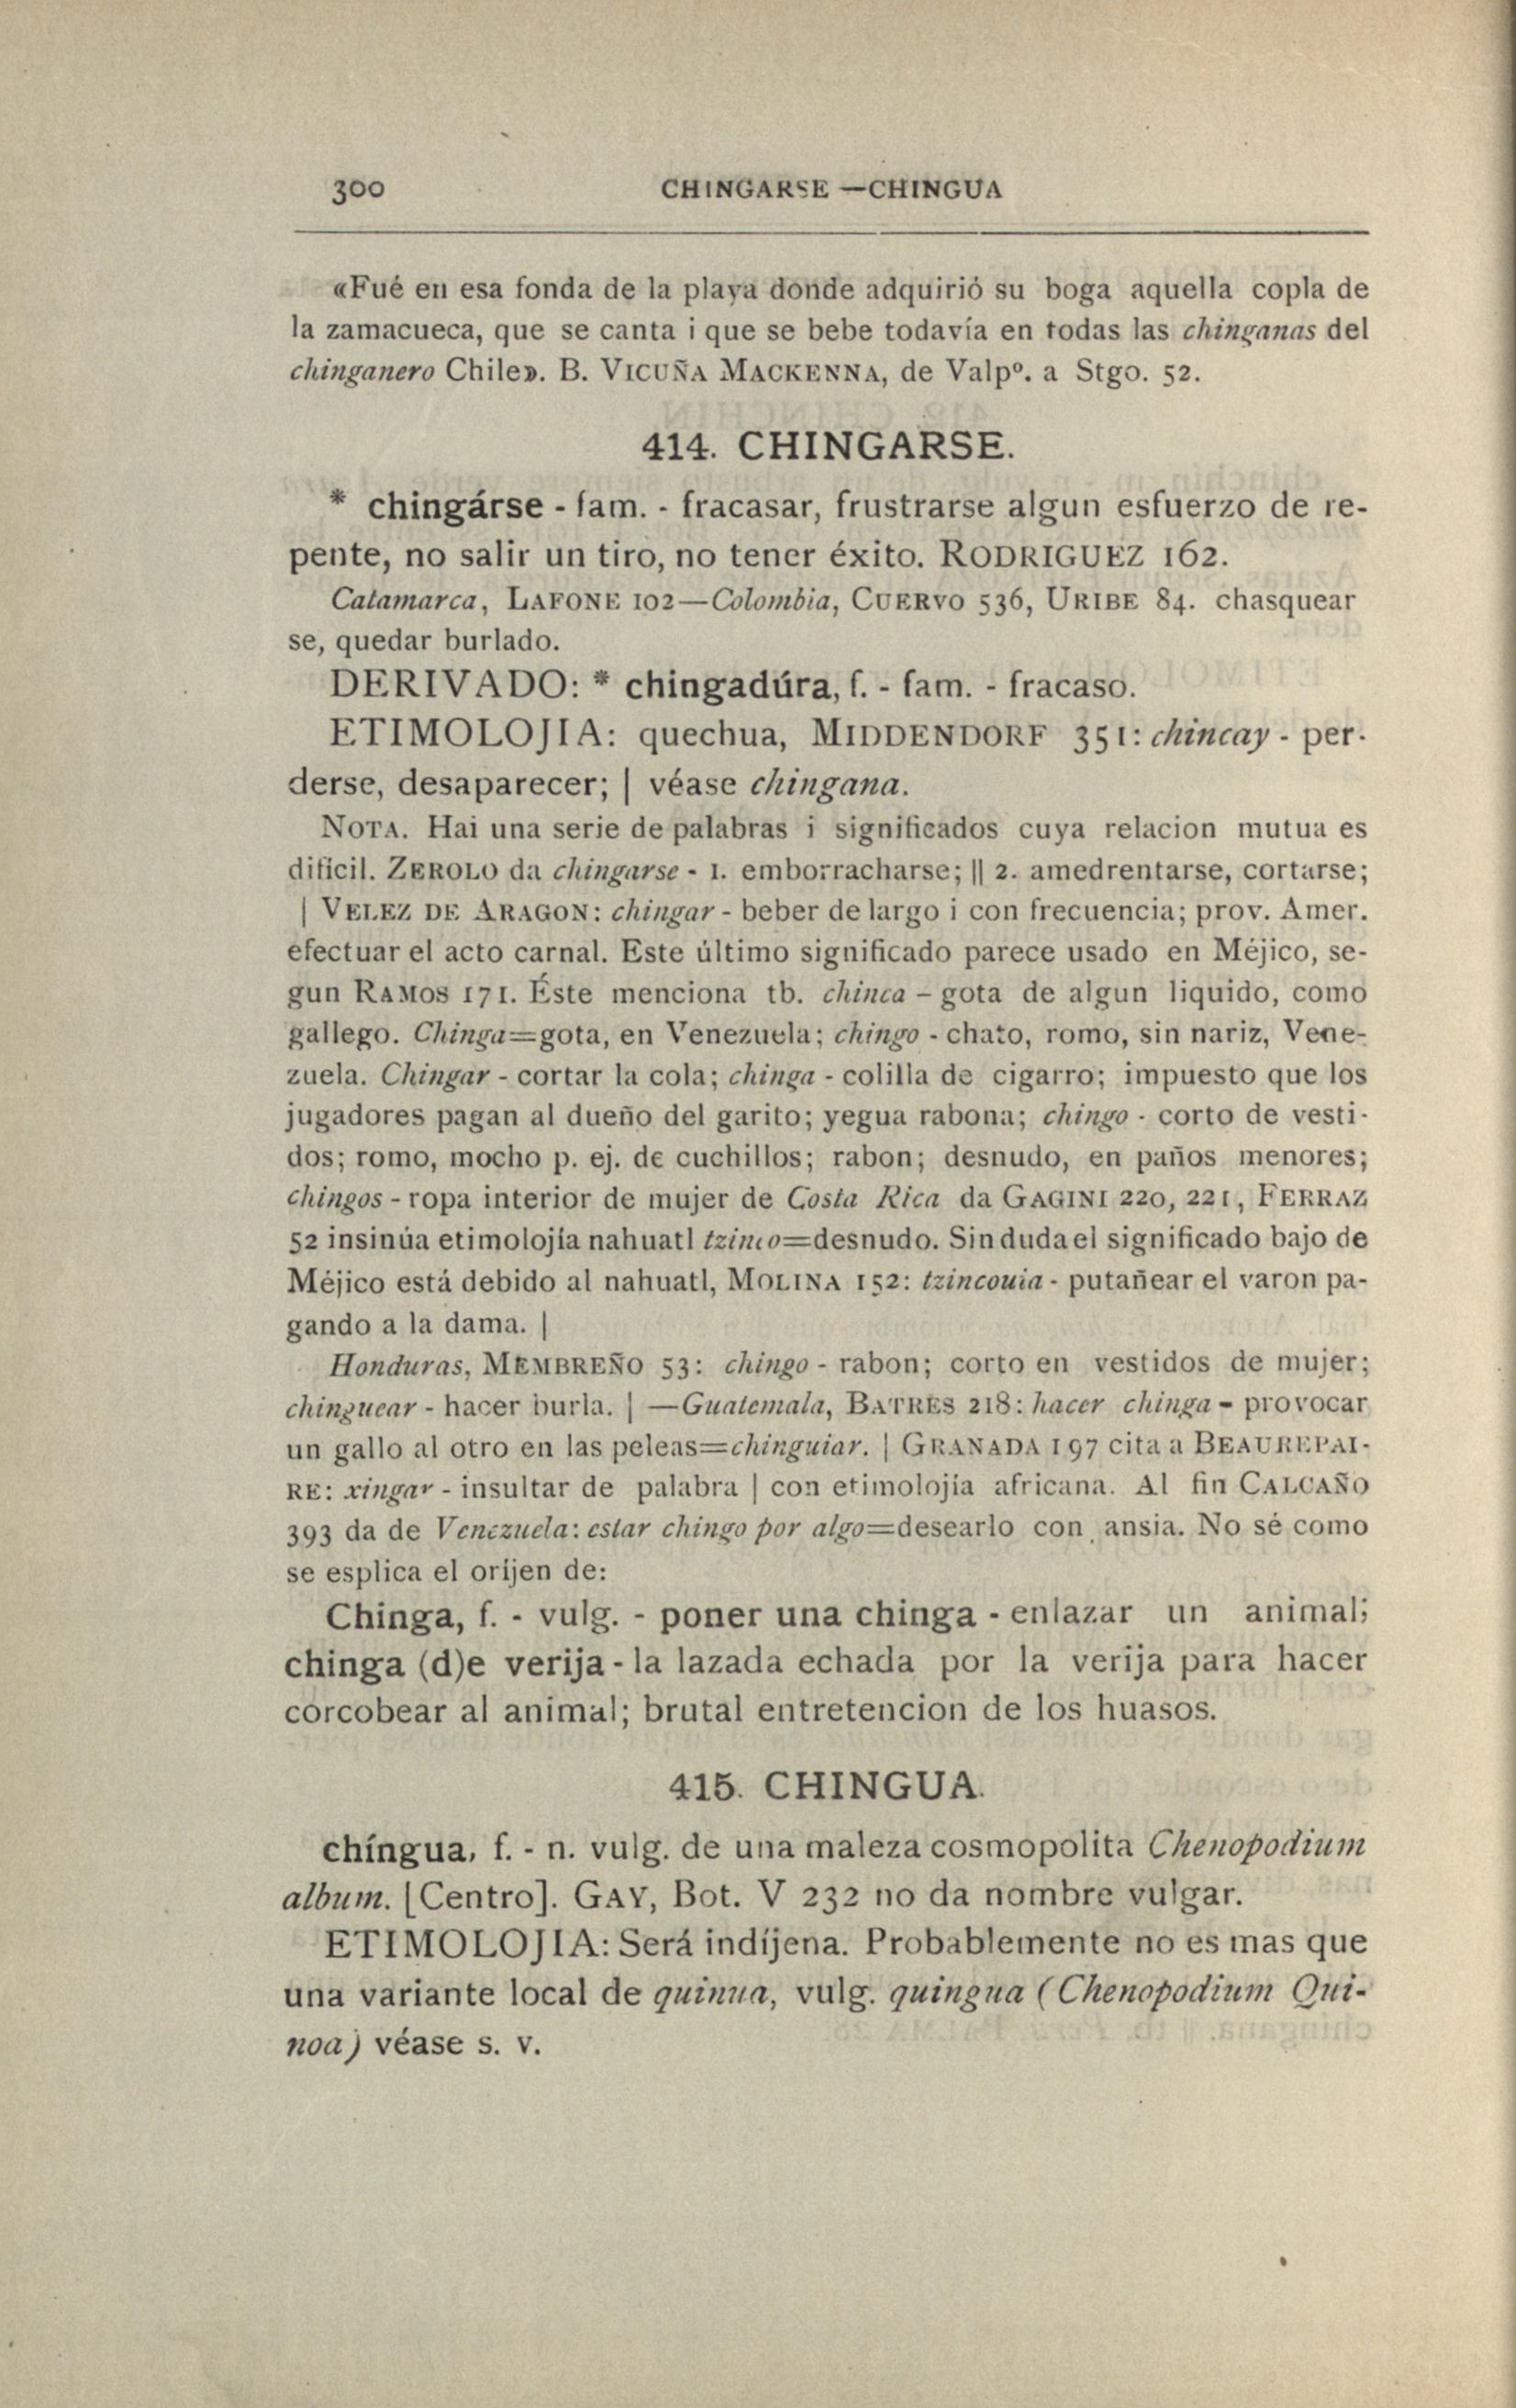 300 CHINGARSE —CHINGUA
«Fué en esa fonda de la playa donde adquirió su boga aquella copla de
la zamacueca, que se canta i que se bebe todavía en todas las chinganas del
chinganero Chile». B. VICUÑA MACKENNA, de Valpº. a Stgo. 52.
414. CHINGARSE.
* chingárse - fam. - fracasar, frustrarse algun esfuerzo de re-
pente, no salir un tiro, no tener éxito. RODRIGUEZ 162.
Catamarca, LAFONE 102—Colombia, CUERVO 536, URIBE 84. chasquear
se, quedar burlado.
DERIVADO: * chingadúra, f. - fam. - fracaso.
ETIMOLOJIA: quechua, MIDDENDORF 351: chincay - per-
derse, desaparecer; | véase chingana.
NOTA. Hai una serie de palabras i significados cuya relacion mutua es
difícil. ZEROLO da chingarse - 1. emborracharse; || 2. amedrentarse, cortarse;
| VELEZ DE ARAGON: chingar - beber de largo i con frecuencia; prov. Amer.
efectuar el acto carnal. Este último significado parece usado en Méjico, se-
gun RAMOS 171. Éste menciona tb. chinca – gota de algun liquido, como
gallego. Chinga=gota, en Venezuela; chingo - chato, romo, sin nariz, Vene-
zuela. Chingar - cortar la cola; chinga - colilla de cigarro; impuesto que los
jugadores pagan al dueño del garito; yegua rabona; chingo - corto de vesti-
dos; romo, mocho p. ej. de cuchillos; rabon; desnudo, en paños menores;
chingos - ropa interior de mujer de Costa Rica da GAGINI 220, 221, FERRAZ
52 insinúa etimolojía nahuatl tzinco=desnudo. Sin duda el significado bajo de
Méjico está debido al nahuatl, MOLINA 152: tzincouia - putañear el varon pa-
gando a la dama. |
Honduras, MEMBREÑO 53: chingo - rabon; corto en vestidos de mujer;
chinguear - hacer burla. | —Guatemala, BATRES 218: hacer chinga - provocar
un gallo al otro en las peleas=chinguiar. | GRANADA 197 cita a BEAUREPAI-
RE: xingar - insultar de palabra | con etimolojía africana. Al fin CALCAÑO
393 da de Venezuela: estar chingo por algo=desearlo con ansia. No sé como
se esplica el oríjen de:
Chinga, f. - vulg. - poner una chinga - enlazar un animal;
chinga (d)e verija - la lazada echada por la verija para hacer
corcobear al animal; brutal entretencion de los huasos.
415. CHINGUA.
chíngua, f. - n. vulg. de una maleza cosmopolita Chenopodium
album. [Centro]. GAY, Bot. V 232 no da nombre vulgar.
ETIMOLOJIA: Será indíjena. Probablemente no es mas que
una variante local de quinua, vulg. quingua (Chenopodium Qui-
noa) véase s. v.